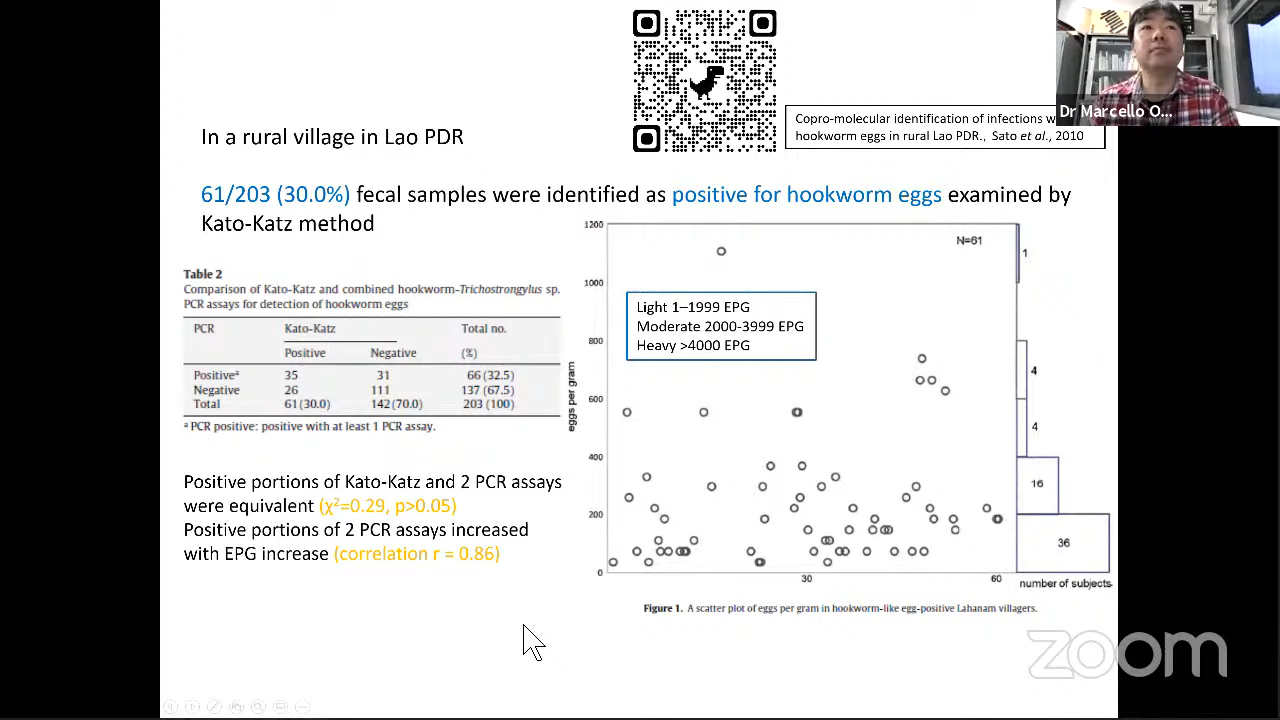 Dr Marcello O...
Copro-molecular identification of infections w
hookworm eggs in rural Lao PDR., Sato et al., 2010
In a rural village in Lao PDR
61/203 (30.0%) fecal samples were identified as positive for hookworm eggs examined by
Kato-Katz method
Table 2
Comparison of Kato-Katz and combined hookworm-Trichostrongylus sp.
PCR assays for detection of hookworm eggs
PCR Kato-Katz Total no.
Positive Negative (%)
Positiveᵃ 35 31 66 (32.5)
Negative 26 111 137 (67.5)
Total 61 (30.0) 142 (70.0) 203 (100)
ᵃ PCR positive: positive with at least 1 PCR assay.
Positive portions of Kato-Katz and 2 PCR assays
were equivalent (χ²=0.29, p>0.05)
Positive portions of 2 PCR assays increased
with EPG increase (correlation r = 0.86)
1200
1000
800
600
400
200
0
eggs per gram
N=61
Light 1–1999 EPG
Moderate 2000-3999 EPG
Heavy >4000 EPG
30
60
1
4
4
16
36
number of subjects
Figure 1. A scatter plot of eggs per gram in hookworm-like egg-positive Lahanam villagers.
zoom